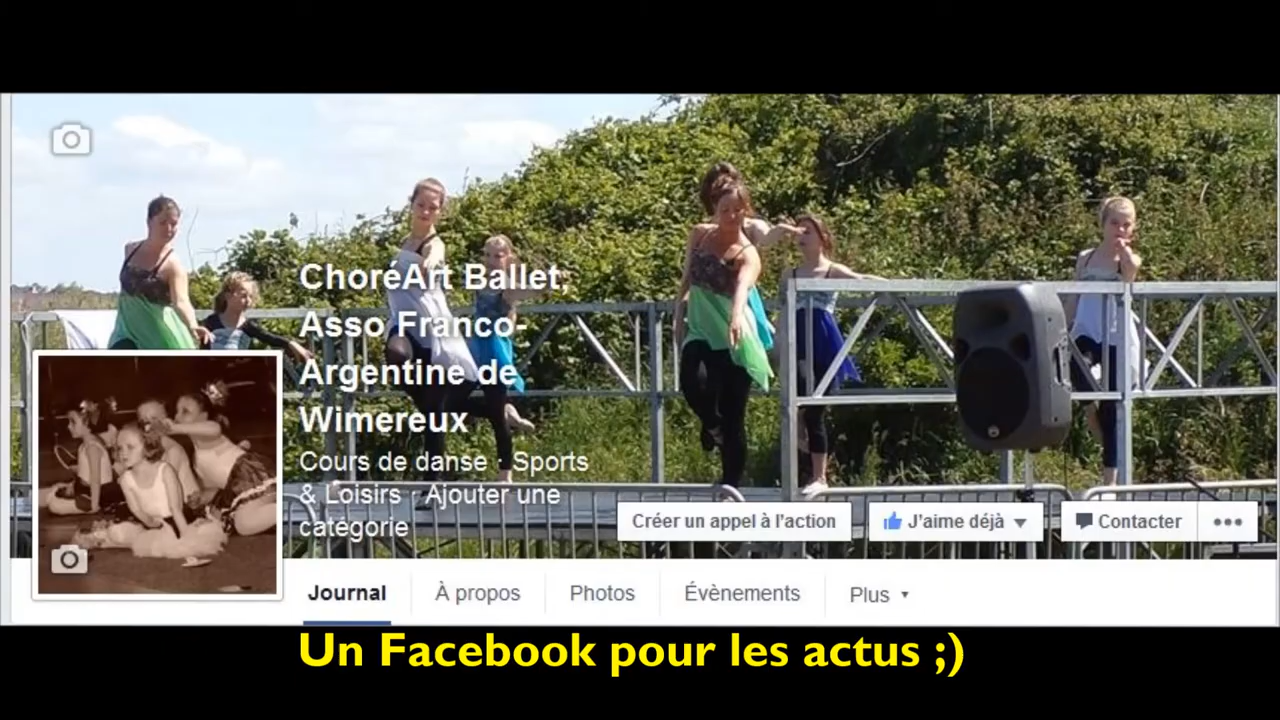 ChoréArt Ballet,
Asso Franco-
Argentine de
Wimereux
Cours de danse · Sports
& Loisirs · Ajouter une
catégorie
Créer un appel à l'action
J'aime déjà
Contacter
Journal
À propos
Photos
Évènements
Plus
Un Facebook pour les actus ;)